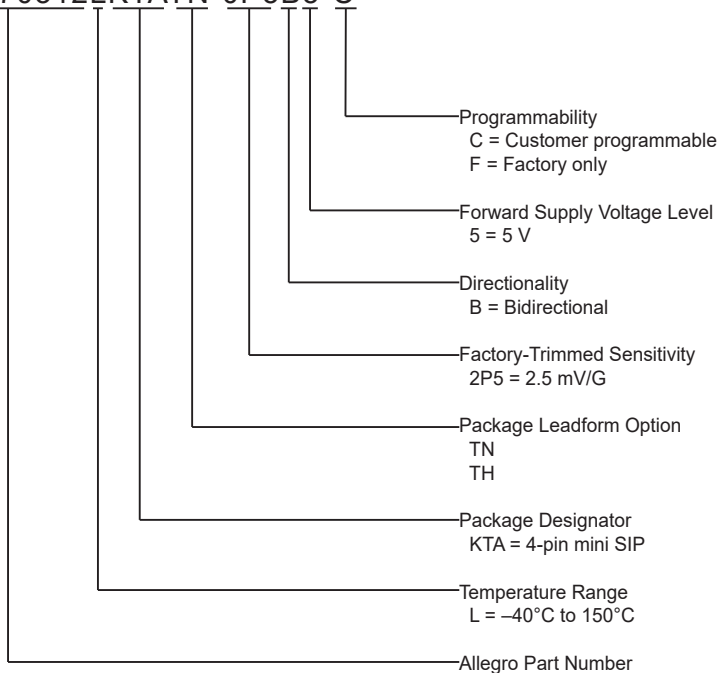 Programmability
C = Customer programmable
F = Factory only
Forward Supply Voltage Level
5 = 5 V
Directionality
B = Bidirectional
Factory-Trimmed Sensitivity
2P5 = 2.5 mV/G
Package Leadform Option
TN
TH
Package Designator
KTA = 4-pin mini SIP
Temperature Range
L = –40°C to 150°C
Allegro Part Number